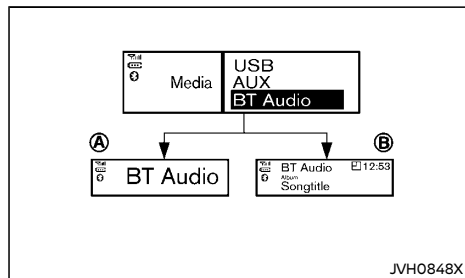 USB
Media
AUX
BT Audio
A
B
BT Audio
BT Audio 12:53
Album
Songtitle
JVH0848X